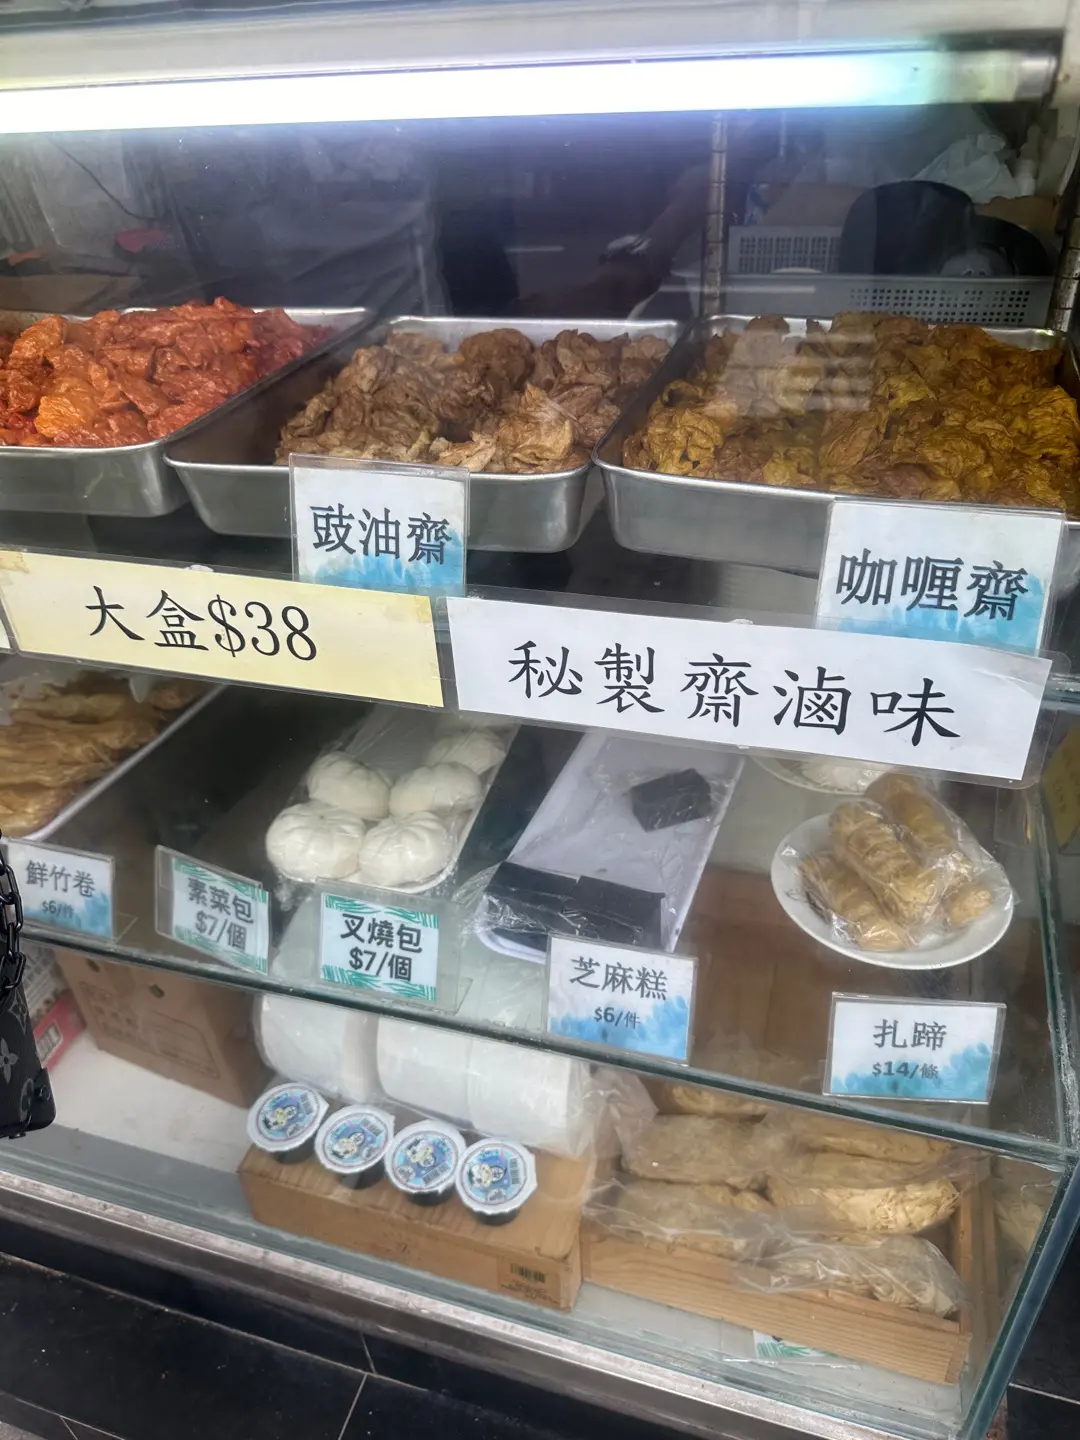 豉油齋
咖喱齋
大盒$38
秘製齋滷味
鮮竹卷
$6/件
素菜包
$7/個
叉燒包
$7/個
芝麻糕
$6/件
扎蹄
$14/條